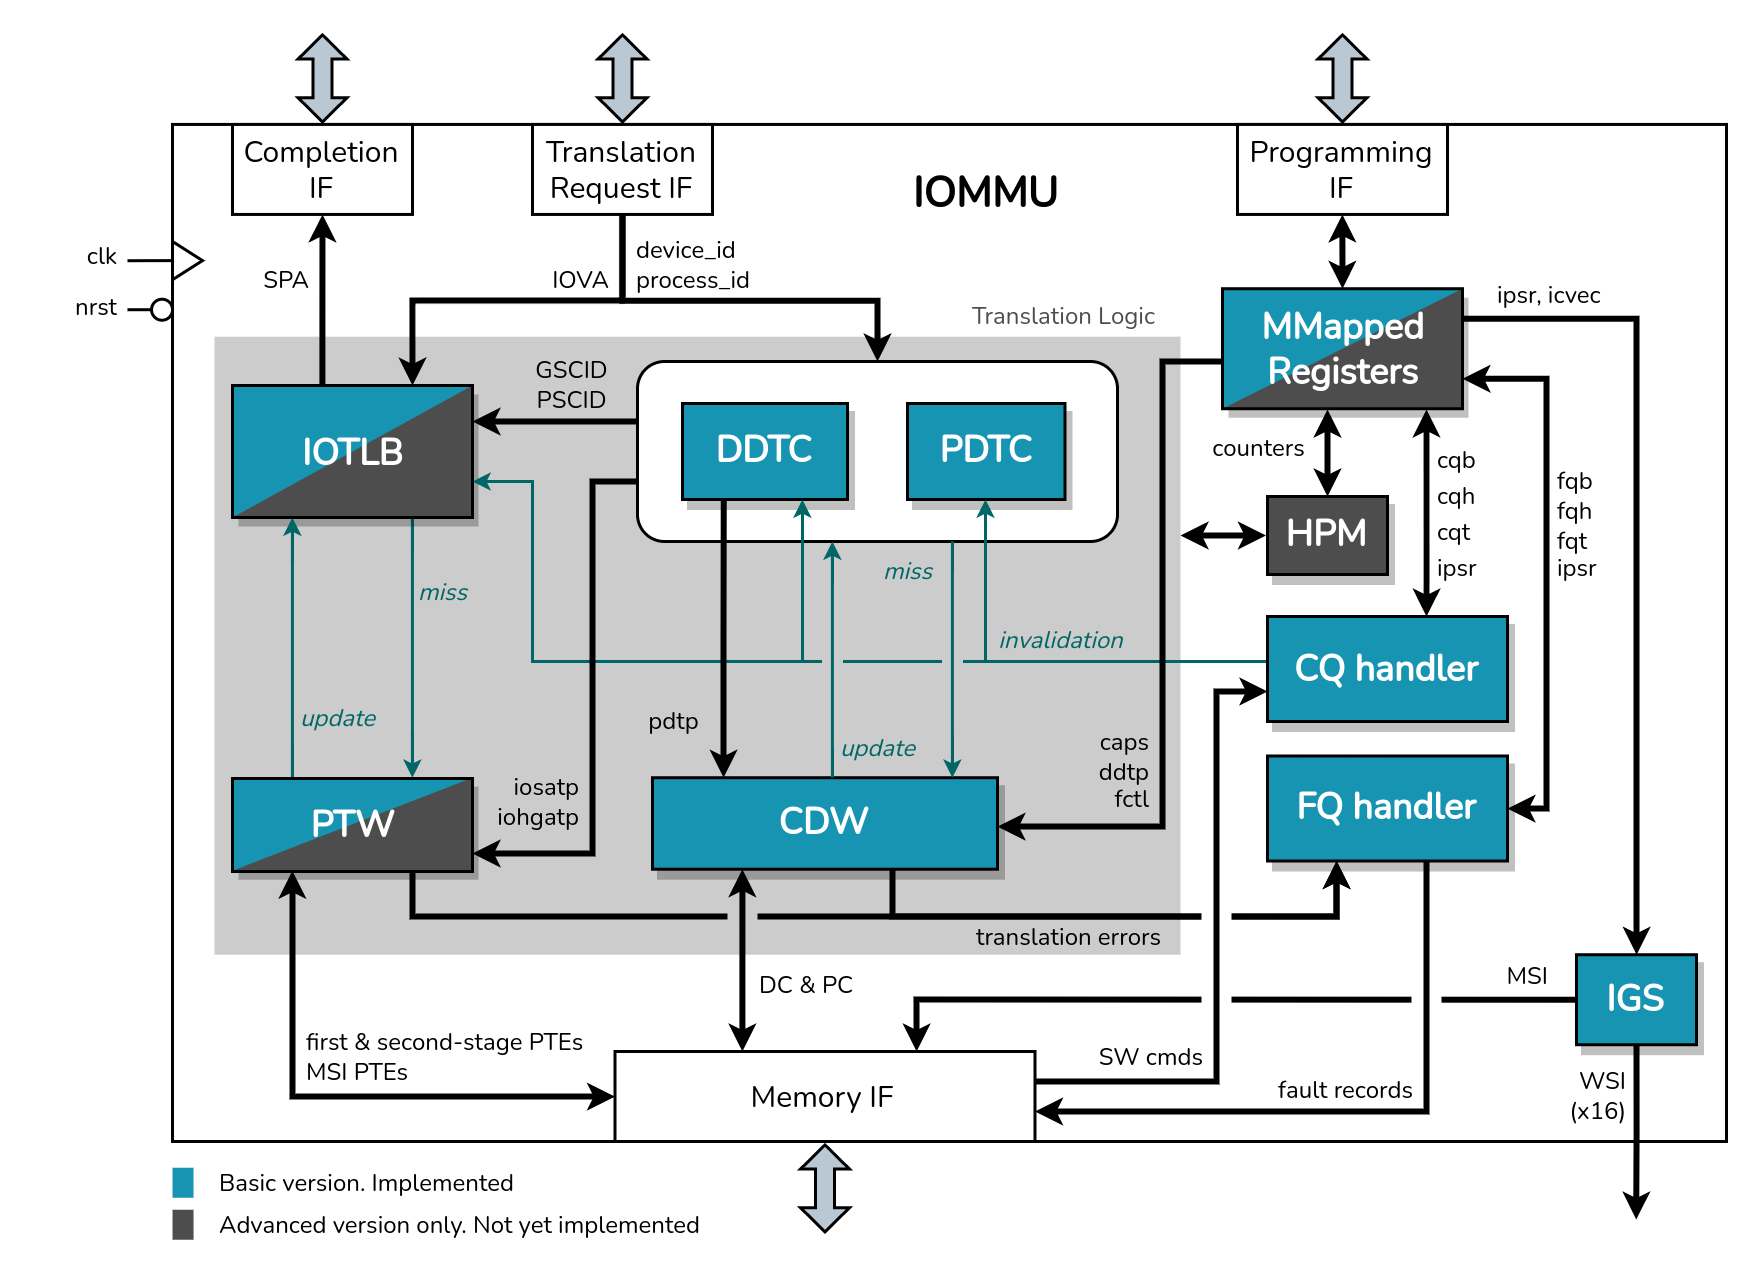 Completion
IF
Translation
Request IF
IOMMU
Programming
IF
clk
nrst
SPA
IOVA
device_id
process_id
Translation Logic
MMapped
Registers
ipsr, icvec
GSCID
PSCID
IOTLB
DDTC
PDTC
counters
cqb
cqh
cqt
ipsr
fqb
fqh
fqt
ipsr
HPM
miss
miss
invalidation
CQ handler
update
pdtp
update
caps
ddtp
fctl
iosatp
iohgatp
PTW
CDW
FQ handler
translation errors
DC & PC
MSI
IGS
first & second-stage PTEs
MSI PTEs
Memory IF
SW cmds
fault records
WSI
(x16)
Basic version. Implemented
Advanced version only. Not yet implemented